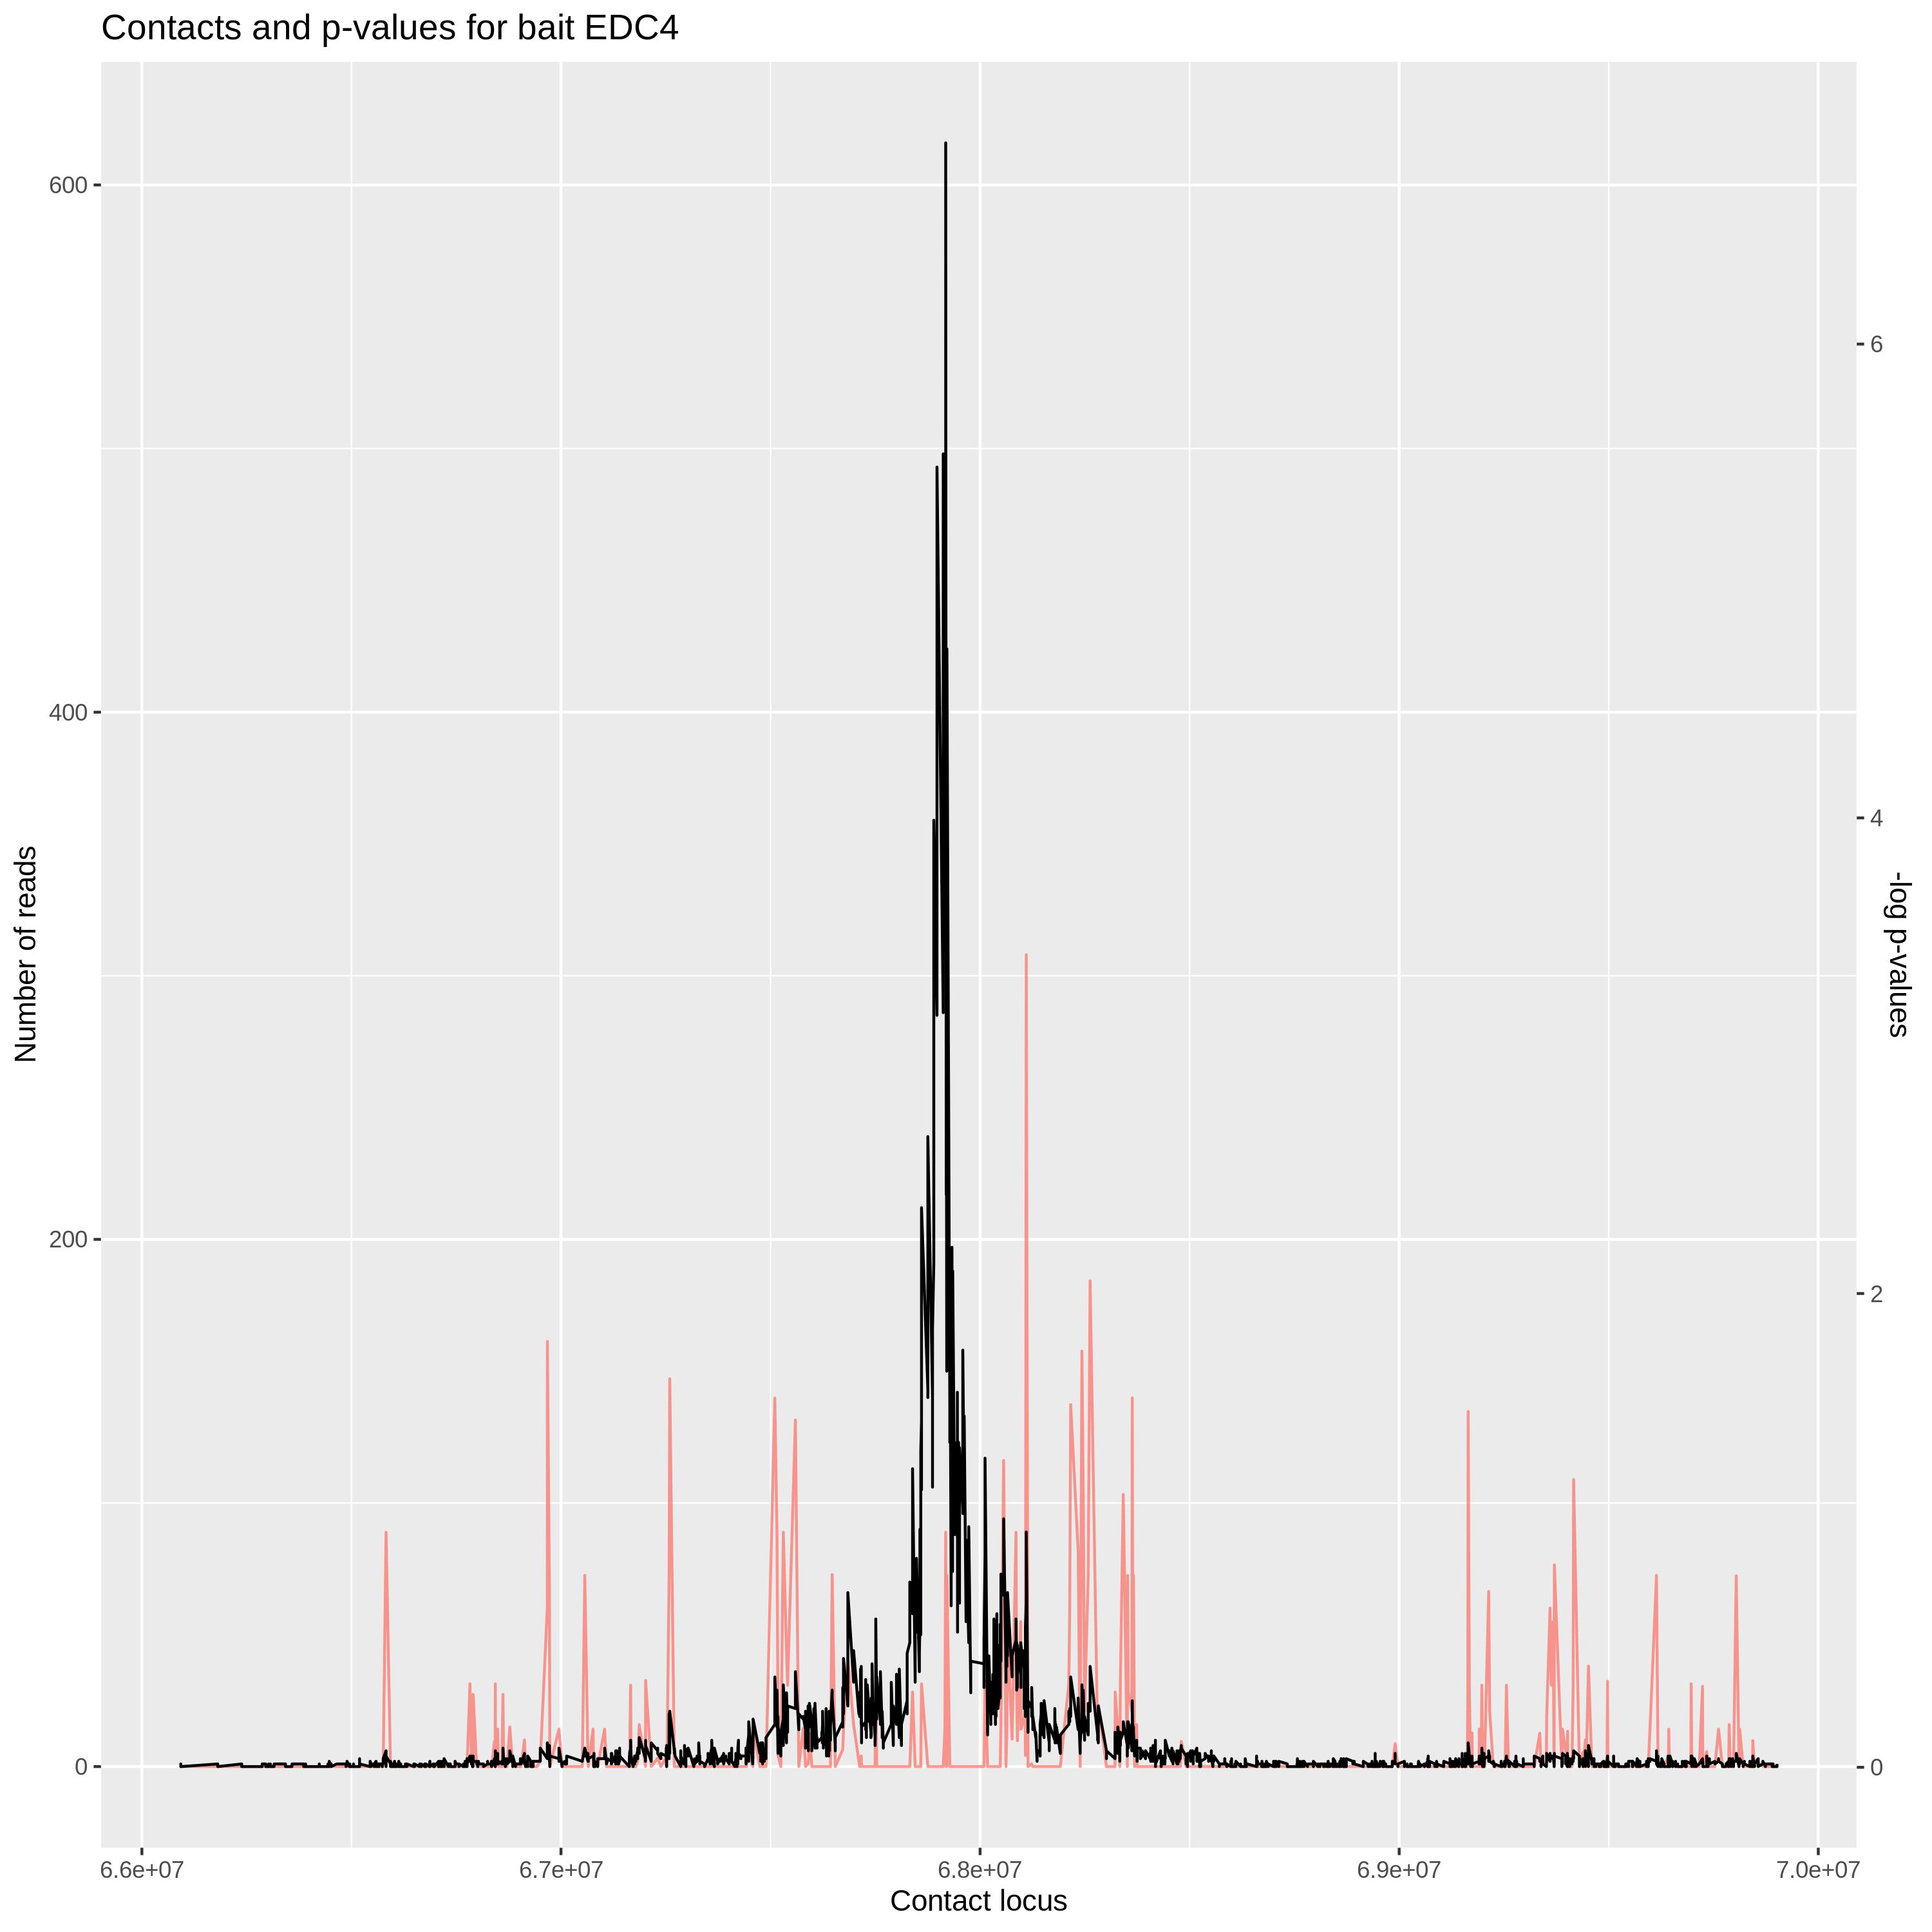 Contacts and p-values for bait EDC4
600
400
200
0
Number of reads
6
4
2
0
-log p-values
6.6e+07
6.7e+07
6.8e+07
6.9e+07
7.0e+07
Contact locus